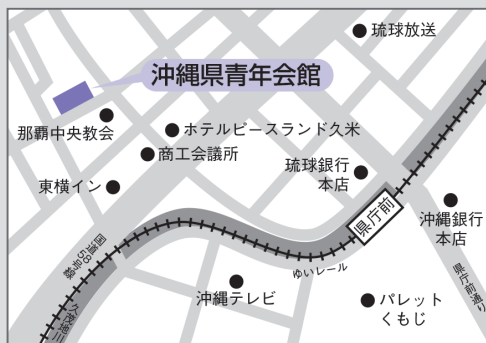 琉球放送
沖縄県青年会館
那覇中央教会
ホテルピースランド久米
商工会議所
琉球銀行
本店
東横イン
県庁前
沖縄銀行
本店
国道58号線
ゆいレール
久茂地川
沖縄テレビ
パレット
くもじ
県庁前通り